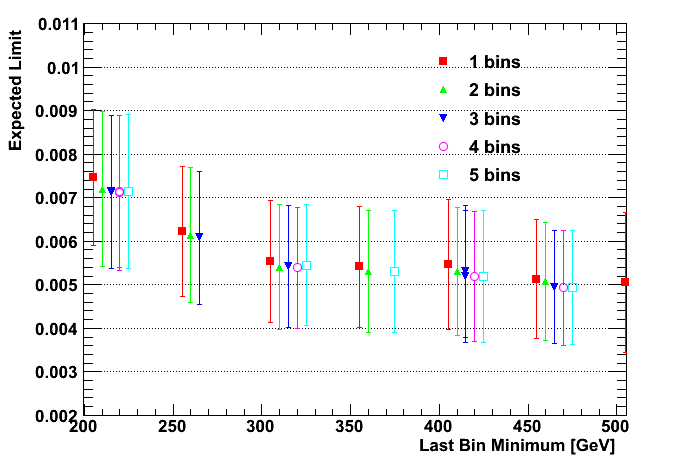 Expected Limit
0.011
0.01
0.009
0.008
0.007
0.006
0.005
0.004
0.003
0.002
1 bins
2 bins
3 bins
4 bins
5 bins
200 250 300 350 400 450 500
Last Bin Minimum [GeV]